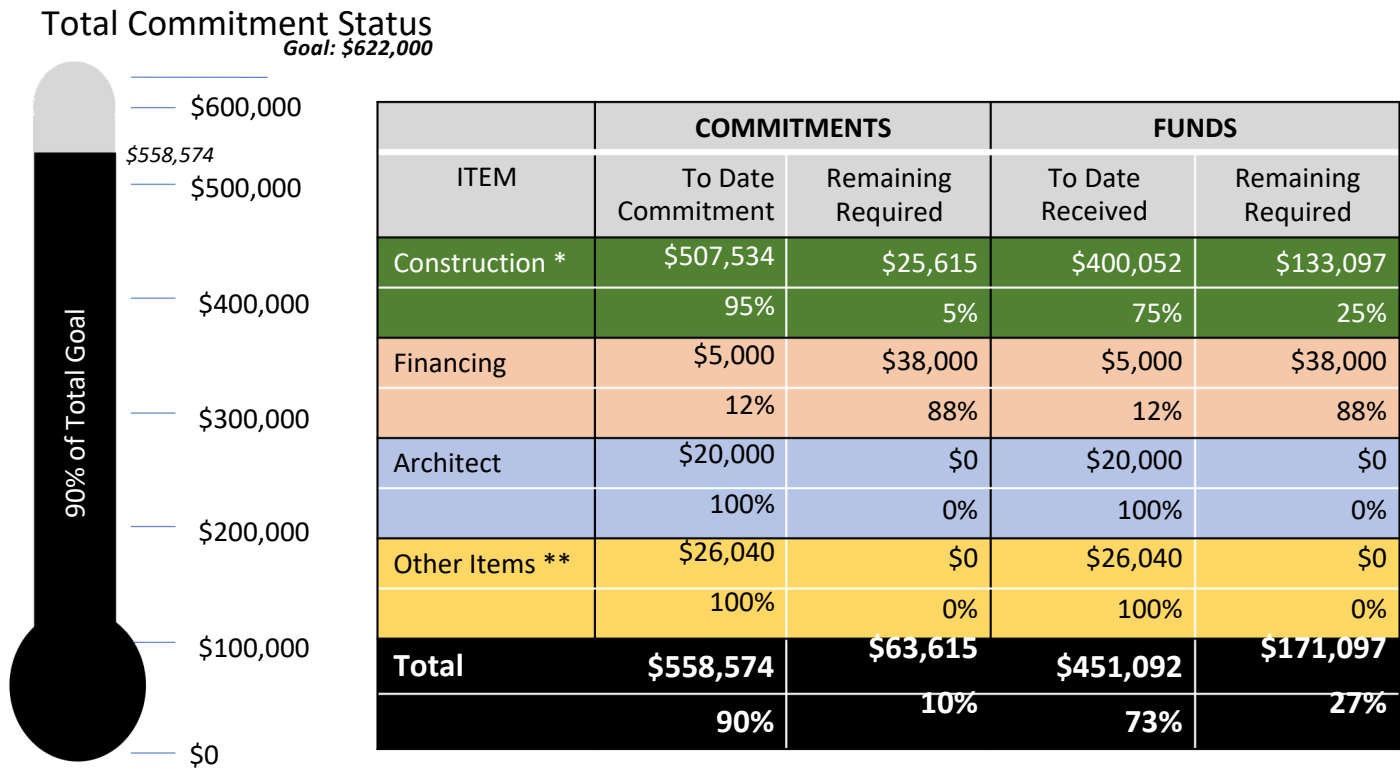 Total Commitment Status
Goal: $622,000
$600,000
$558,574
$500,000
$400,000
$300,000
$200,000
$100,000
$0
90% of Total Goal
COMMITMENTS FUNDS
ITEM To Date Remaining To Date Remaining
Commitment Required Received Required
Construction * $507,534 $25,615 $400,052 $133,097
95% 5% 75% 25%
Financing $5,000 $38,000 $5,000 $38,000
12% 88% 12% 88%
Architect $20,000 $0 $20,000 $0
100% 0% 100% 0%
Other Items ** $26,040 $0 $26,040 $0
100% 0% 100% 0%
Total $558,574 $63,615 $451,092 $171,097
90% 10% 73% 27%